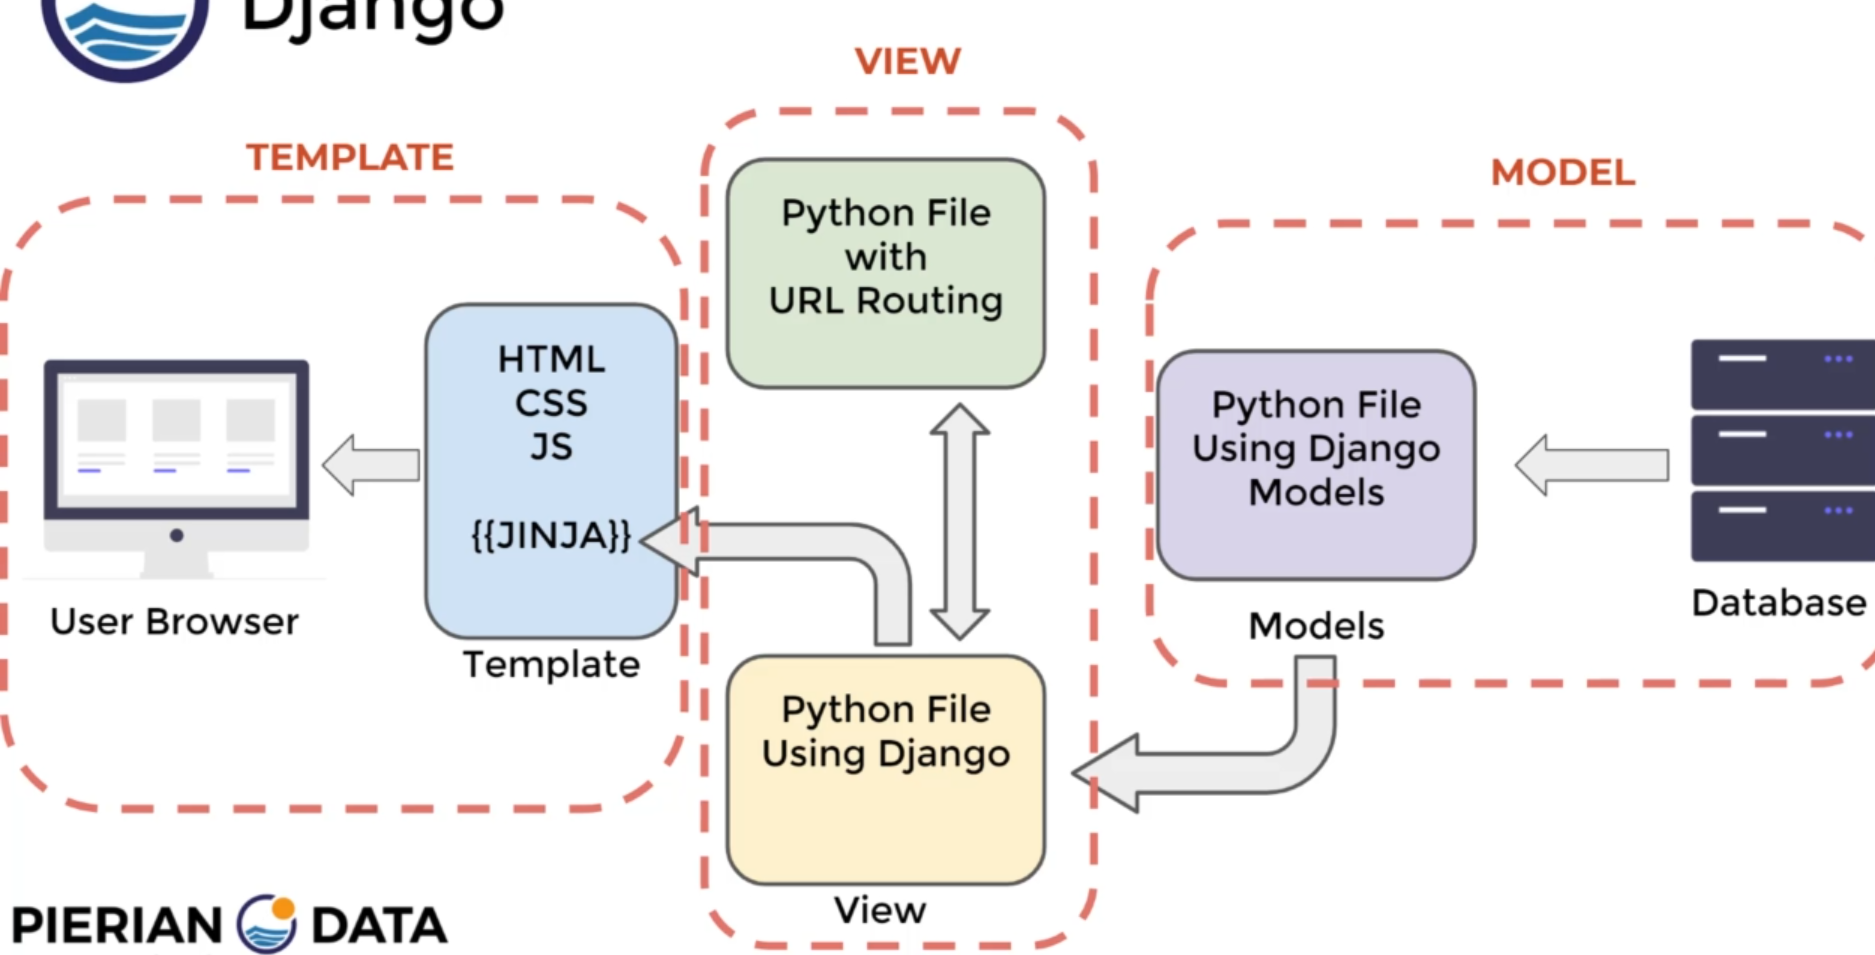 Django
VIEW
TEMPLATE
MODEL
Python File
with
URL Routing
HTML
CSS
JS
{{JINJA}}
Python File
Using Django
Models
User Browser
Template
Models
Database
Python File
Using Django
View
PIERIAN DATA